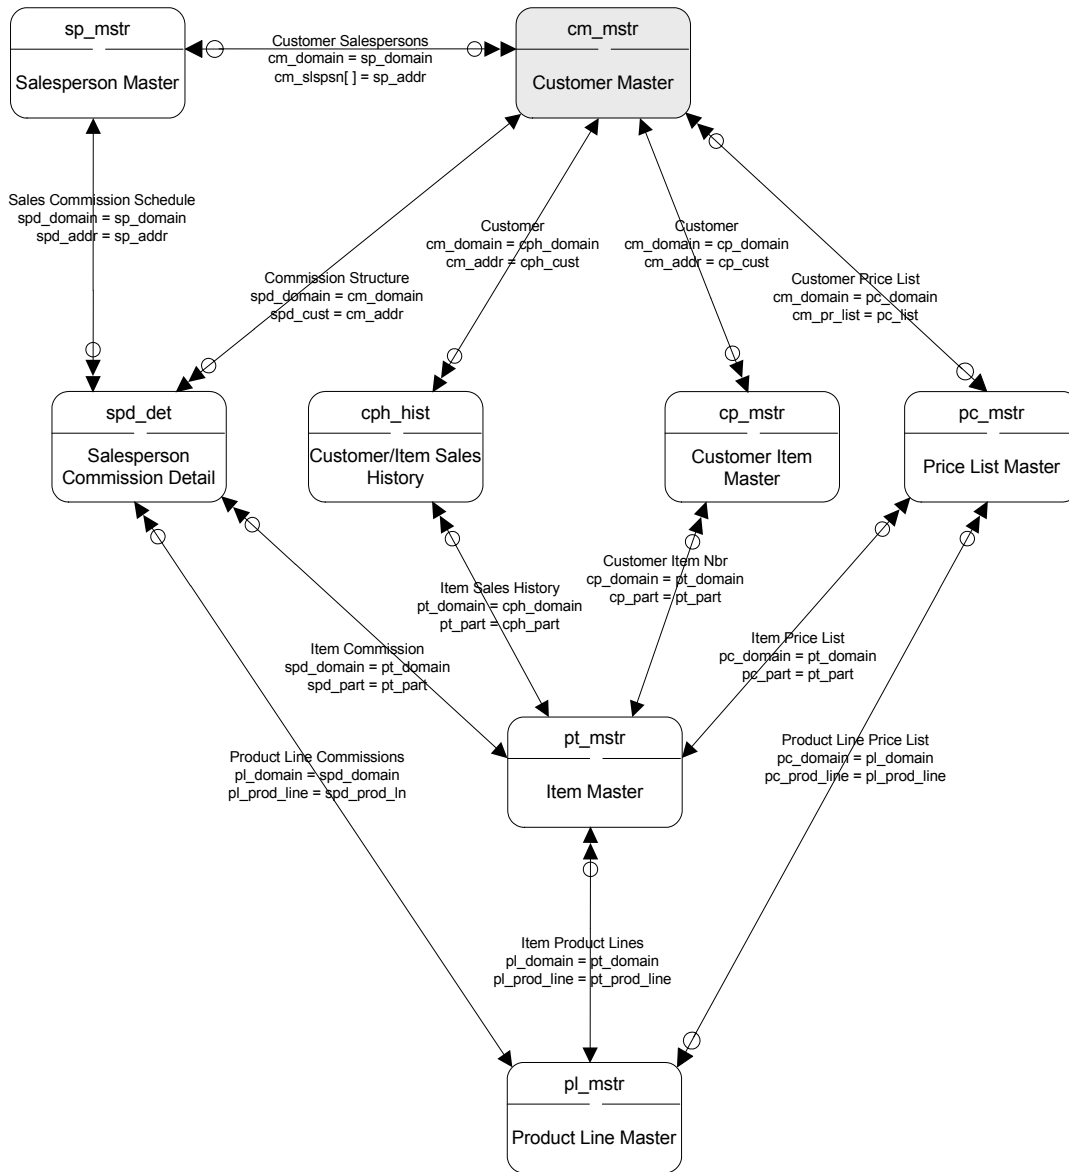 sp_mstr
Salesperson Master
Customer Salespersons
cm_domain = sp_domain
cm_slspsn[ ] = sp_addr
cm_mstr
Customer Master
Sales Commission Schedule
spd_domain = sp_domain
spd_addr = sp_addr
Commission Structure
spd_domain = cm_domain
spd_cust = cm_addr
Customer
cm_domain = cph_domain
cm_addr = cph_cust
Customer
cm_domain = cp_domain
cm_addr = cp_cust
Customer Price List
cm_domain = pc_domain
cm_pr_list = pc_list
spd_det
Salesperson
Commission Detail
cph_hist
Customer/Item Sales
History
cp_mstr
Customer Item
Master
pc_mstr
Price List Master
Item Commission
spd_domain = pt_domain
spd_part = pt_part
Item Sales History
pt_domain = cph_domain
pt_part = cph_part
Customer Item Nbr
cp_domain = pt_domain
cp_part = pt_part
Item Price List
pc_domain = pt_domain
pc_part = pt_part
Product Line Commissions
pl_domain = spd_domain
pl_prod_line = spd_prod_ln
pt_mstr
Item Master
Product Line Price List
pc_domain = pl_domain
pc_prod_line = pl_prod_line
Item Product Lines
pl_domain = pt_domain
pl_prod_line = pt_prod_line
pl_mstr
Product Line Master